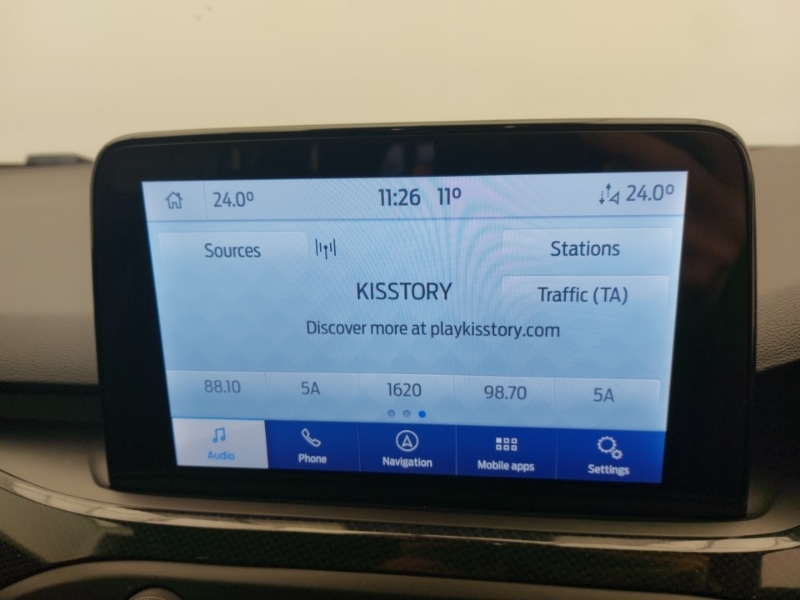 24.0° 11:26 11° 24.0°
Sources Stations
KISSTORY Traffic (TA)
Discover more at playkisstory.com
88.10 5A 1620 98.70 5A
Audio Phone Navigation Mobile apps Settings